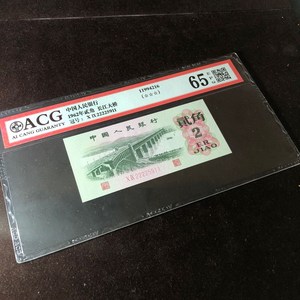 ACG
AI CANG GUARANTY
中国人民银行
1962年贰角 长江大桥
冠号：X II 22225911
11994216
65
中国人民银行
贰角
2
ER
JIAO